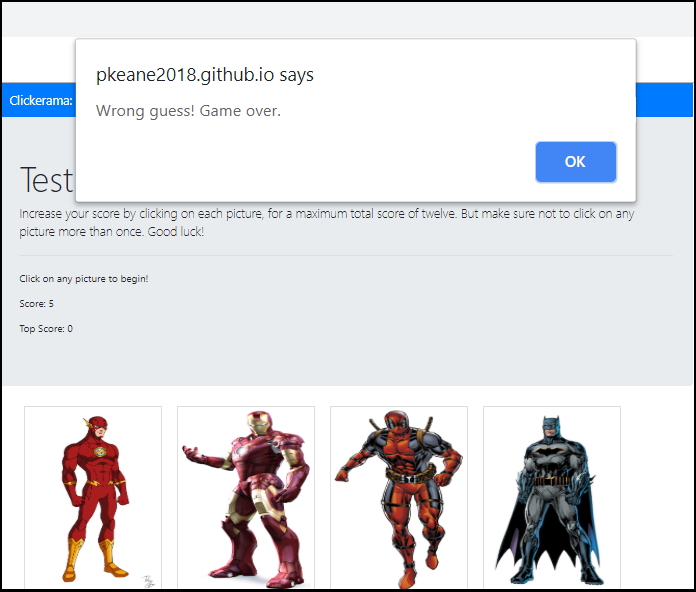 pkeane2018.github.io says
Wrong guess! Game over.
OK
Clickerama:
Test
Increase your score by clicking on each picture, for a maximum total score of twelve. But make sure not to click on any
picture more than once. Good luck!
Click on any picture to begin!
Score: 5
Top Score: 0